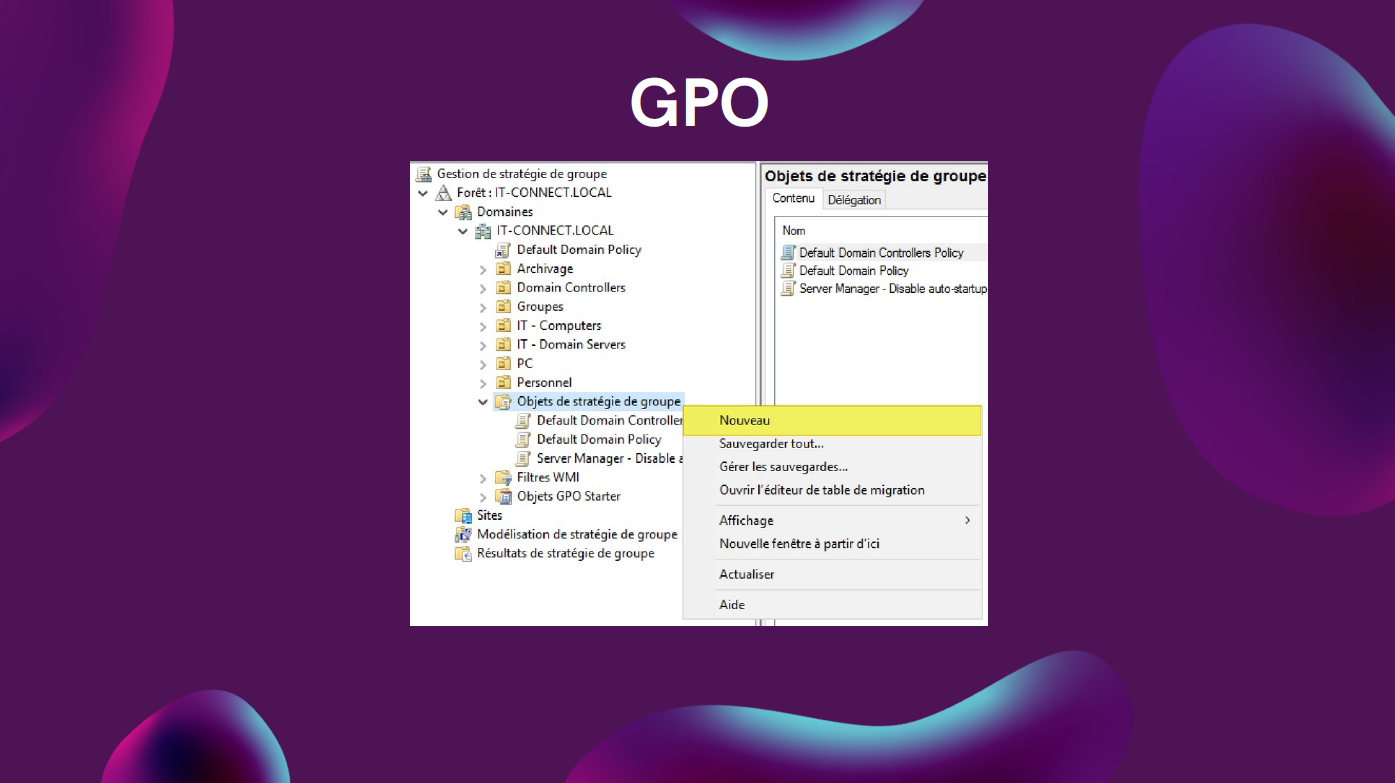 GPO
Gestion de stratégie de groupe
Forêt : IT-CONNECT.LOCAL
Domaines
IT-CONNECT.LOCAL
Default Domain Policy
Archivage
Domain Controllers
Groupes
IT - Computers
IT - Domain Servers
PC
Personnel
Objets de stratégie de groupe
Default Domain Controller
Default Domain Policy
Server Manager - Disable a
Filtres WMI
Objets GPO Starter
Sites
Modélisation de stratégie de groupe
Résultats de stratégie de groupe
Objets de stratégie de groupe
Contenu Délégation
Nom
Default Domain Controllers Policy
Default Domain Policy
Server Manager - Disable auto-startup
Nouveau
Sauvegarder tout...
Gérer les sauvegardes...
Ouvrir l'éditeur de table de migration
Affichage
Nouvelle fenêtre à partir d'ici
Actualiser
Aide